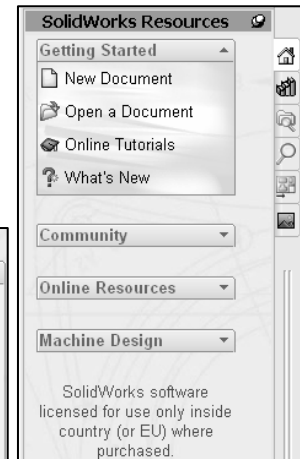 SolidWorks Resources
Getting Started
New Document
Open a Document
Online Tutorials
What's New
Community
Online Resources
Machine Design
SolidWorks software
licensed for use only inside
country (or EU) where
purchased.